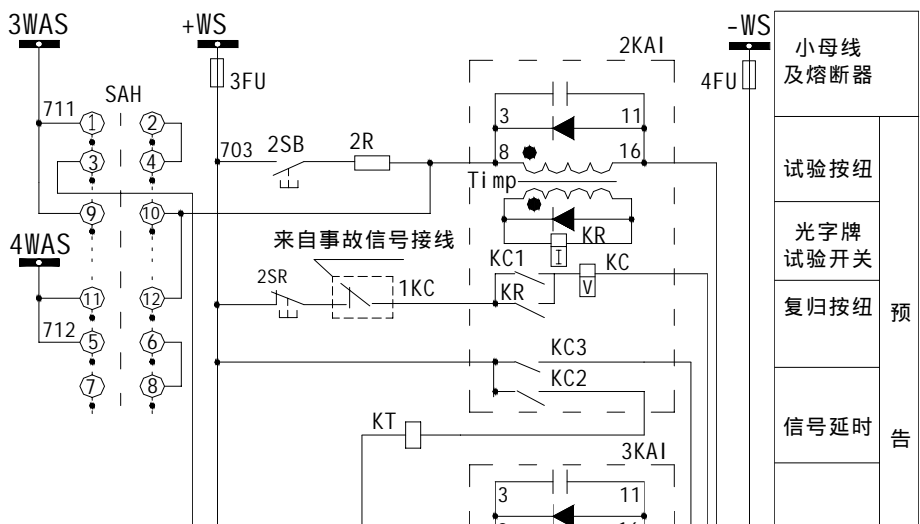 3WAS
+WS
-WS
2KAI
小母线
及熔断器
3FU
4FU
711
SAH
1
2
3
11
703
2SB
2R
3
4
8
16
试验按纽
Timp
9
10
KR
I
光字牌
试验开关
来自事故信号接线
4WAS
KC1
KC
V
2SR
1KC
KR
11
12
复归按纽
预
712
5
6
KC3
7
8
KC2
KT
信号延时
告
3KAI
3
11